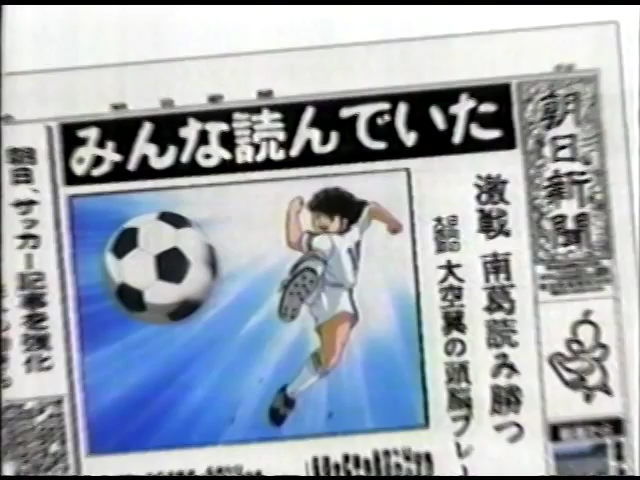 みんな読んでいた
朝日新聞
激戦 南葛読み勝つ
大空翼の頭脳プレー
朝日、サッカー記事を強化